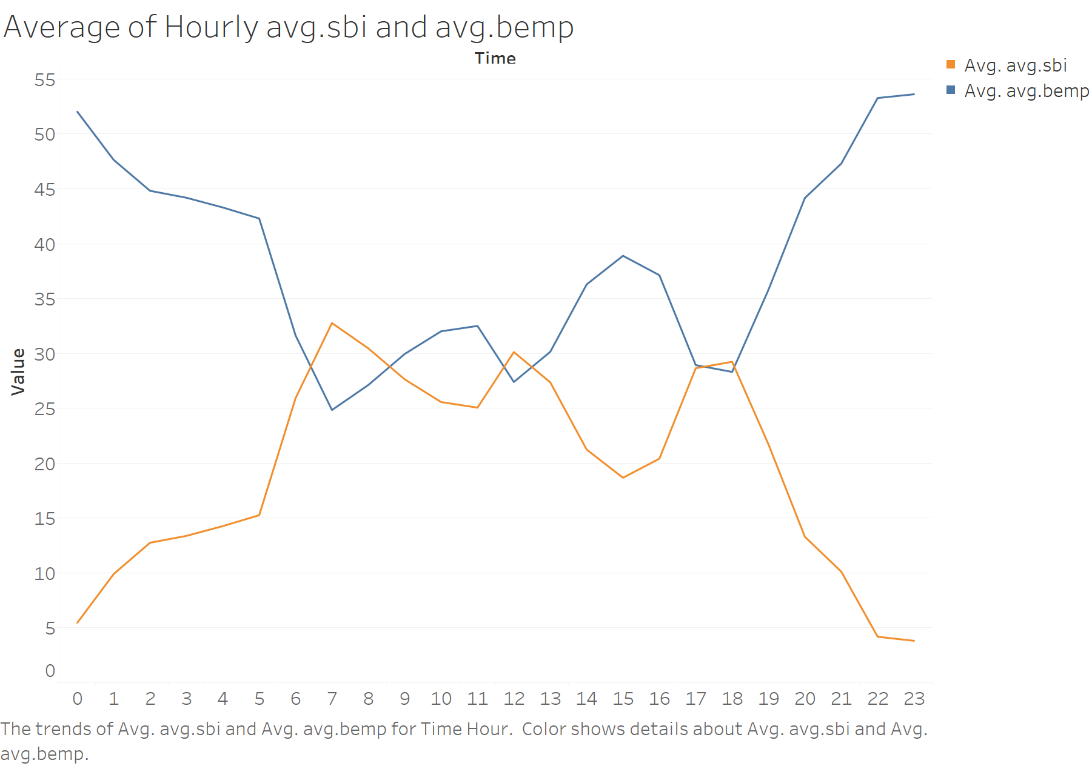 Average of Hourly avg.sbi and avg.bemp
Time
Avg. avg.sbi
Avg. avg.bemp
55
50
45
40
35
30
25
20
15
10
5
0
Value
0 1 2 3 4 5 6 7 8 9 10 11 12 13 14 15 16 17 18 19 20 21 22 23
The trends of Avg. avg.sbi and Avg. avg.bemp for Time Hour. Color shows details about Avg. avg.sbi and Avg.
avg.bemp.